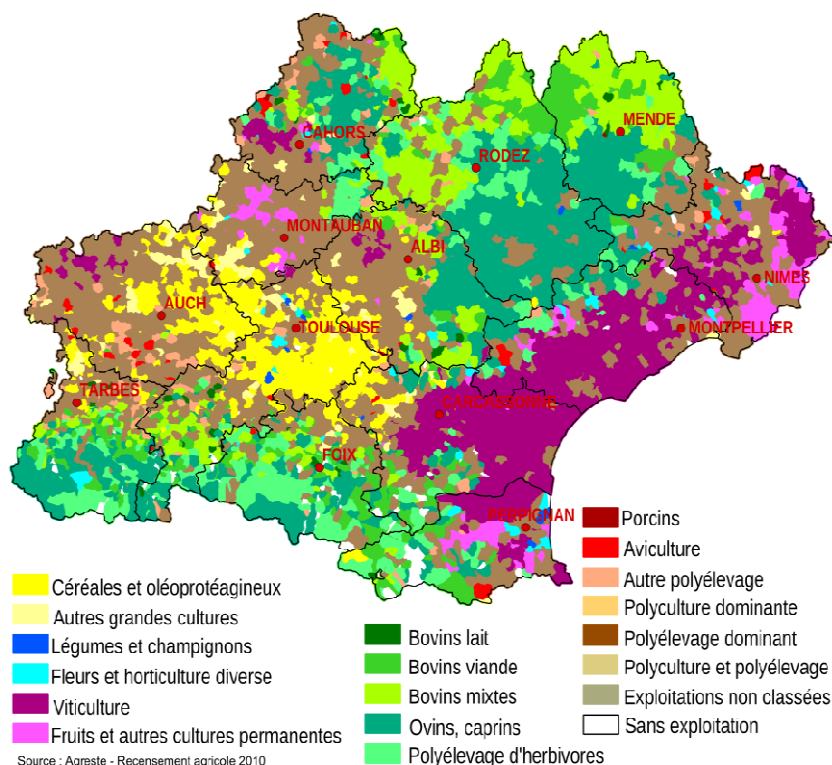 CAHORS
MENDE
RODEZ
MONTAUBAN
ALBI
NIMES
AUCH
TOULOUSE
MONTPELLIER
TARBES
CARCASSONNE
FOIX
PERPIGNAN
Céréales et oléoprotéagineux
Autres grandes cultures
Légumes et champignons
Fleurs et horticulture diverse
Viticulture
Fruits et autres cultures permanentes
Bovins lait
Bovins viande
Bovins mixtes
Ovins, caprins
Polyélevage d'herbivores
Porcins
Aviculture
Autre polyélevage
Polyculture dominante
Polyélevage dominant
Polyculture et polyélevage
Exploitations non classées
Sans exploitation
Source : Agreste - Recensement agricole 2010